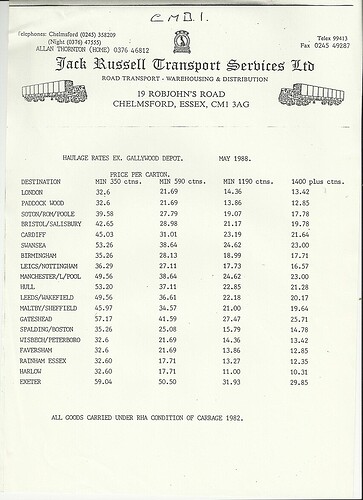 CMD1.
Telephones: Chelmsford (0245) 358209
(Night (0376) 47555)
ALLAN THORNTON (HOME) 0376 46812
Telex 99413
Fax 0245 49287
Jack Russell Transport Services Ltd
ROAD TRANSPORT - WAREHOUSING & DISTRIBUTION
19 ROBJOHN'S ROAD
CHELMSFORD, ESSEX, CM1 3AG
HAULAGE RATES EX. GALLYWOOD DEPOT. MAY 1988.
PRICE PER CARTON.
DESTINATION MIN 350 ctns. MIN 590 ctns. MIN 1190 ctns. 1400 plus ctns.
LONDON 32.6 21.69 14.36 13.42
PADDOCK WOOD 32.6 21.69 13.86 12.85
SOTON/ROM/POOLE 39.58 27.79 19.07 17.78
BRISTOL/SALISBURY 42.65 28.98 21.17 19.78
CARDIFF 45.03 31.01 23.19 21.64
SWANSEA 53.26 38.64 24.62 23.00
BIRMINGHAM 35.26 28.13 18.99 17.71
LEICS/NOTTINGHAM 36.29 27.11 17.73 16.57
MANCHESTER/L/POOL 49.56 38.64 24.62 23.00
HULL 53.20 37.11 22.85 21.28
LEEDS/WAKEFIELD 49.56 36.61 22.18 20.17
MALTBY/SHEFFIELD 45.97 34.57 21.00 19.64
GATESHEAD 57.17 41.59 27.47 25.71
SPALDING/BOSTON 35.26 25.08 15.79 14.78
WISBECH/PETERBORO 32.6 21.69 14.36 13.42
FAVERSHAM 32.6 21.69 13.86 12.85
RAINHAM ESSEX 32.60 17.71 13.27 12.35
HARLOW 32.60 17.71 11.00 10.31
EXETER 59.04 50.50 31.93 29.85
ALL GOODS CARRIED UNDER RHA CONDITION OF CARRAGE 1982.